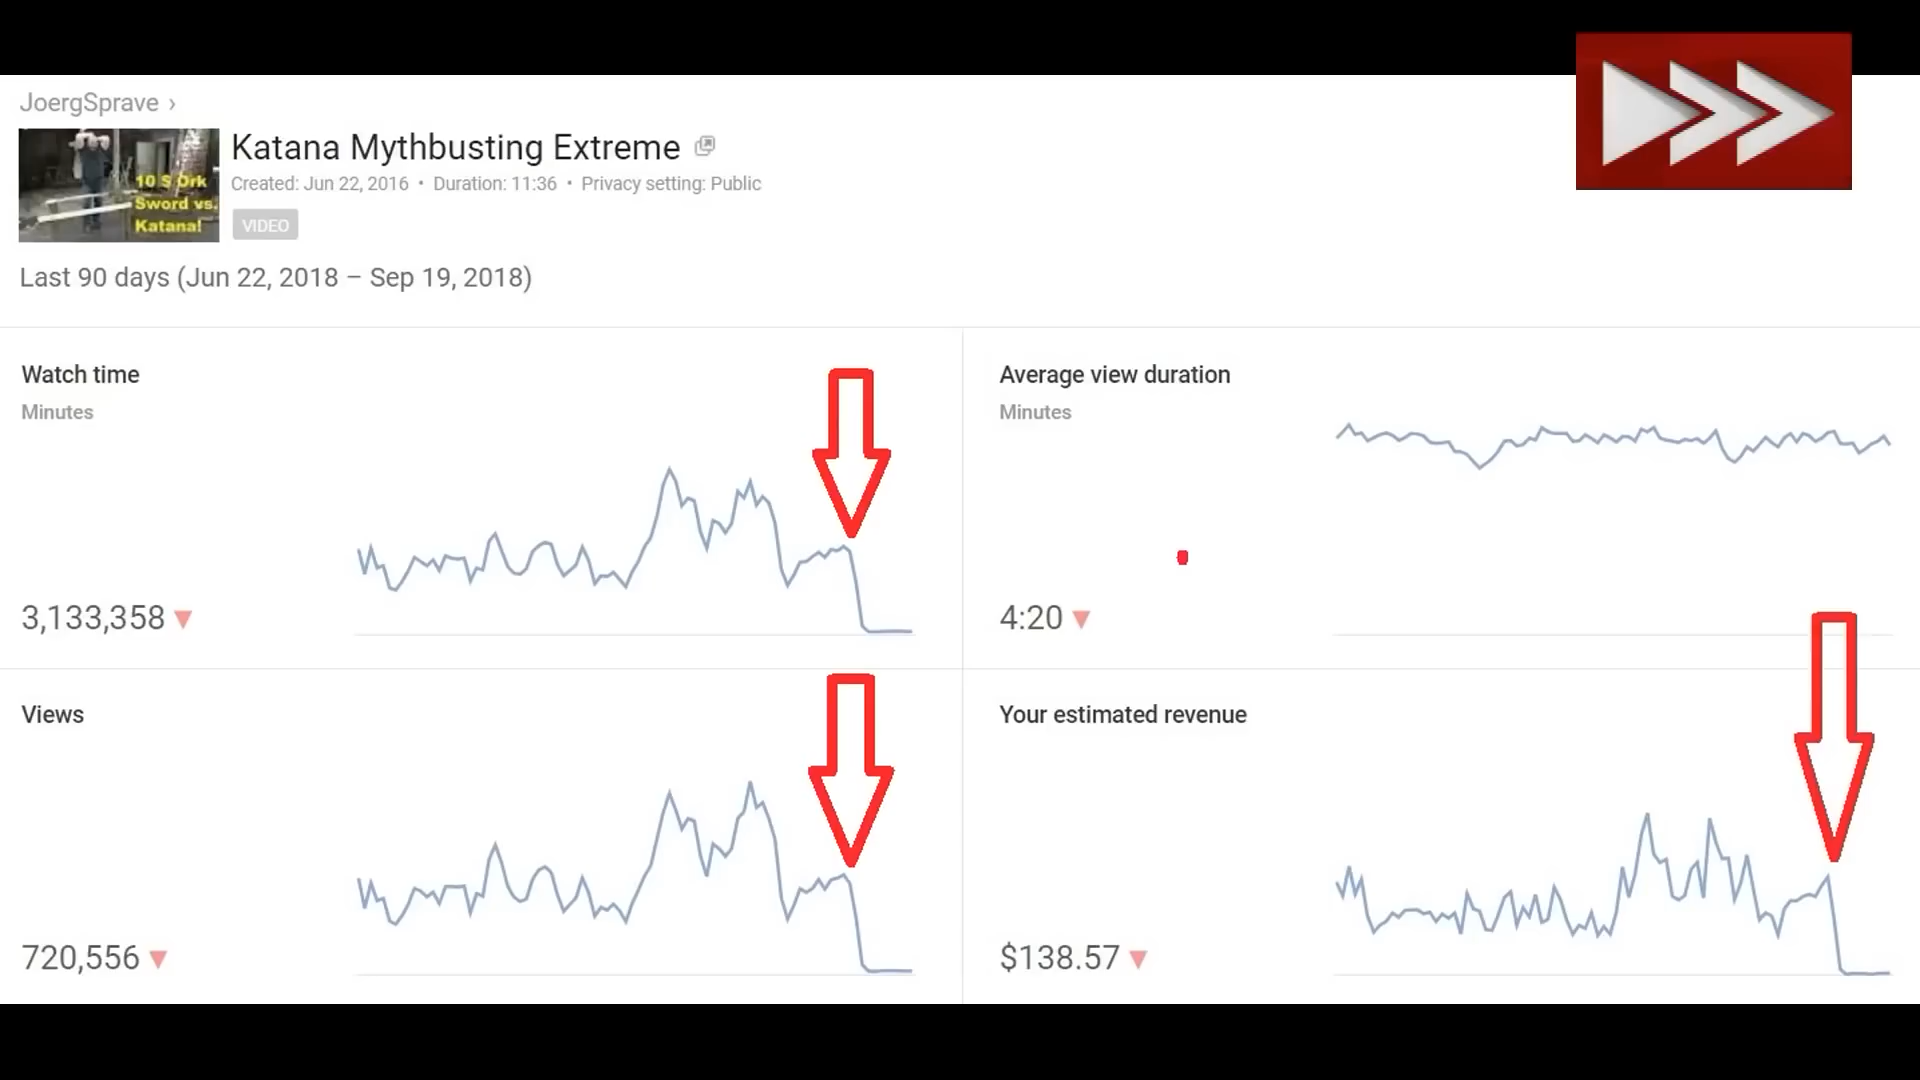 JoergSprave ›
Katana Mythbusting Extreme
Created: Jun 22, 2016 • Duration: 11:36 • Privacy setting: Public
10 $ Ork
Sword vs.
Katana!
VIDEO
Last 90 days (Jun 22, 2018 – Sep 19, 2018)
Watch time
Minutes
3,133,358
Average view duration
Minutes
4:20
Views
720,556
Your estimated revenue
$138.57